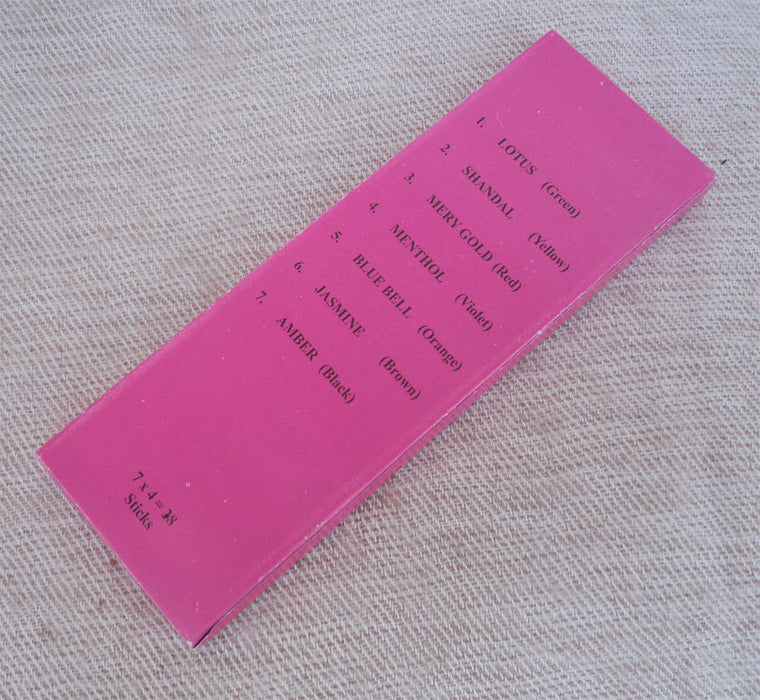 1. LOTUS (Green)
2. SHANDAL (Yellow)
3. MERY GOLD (Red)
4. MENTHOL (Violet)
5. BLUE BELL (Orange)
6. JASMINE (Brown)
7. AMBER (Black)
7 x 4 = 38
Sticks